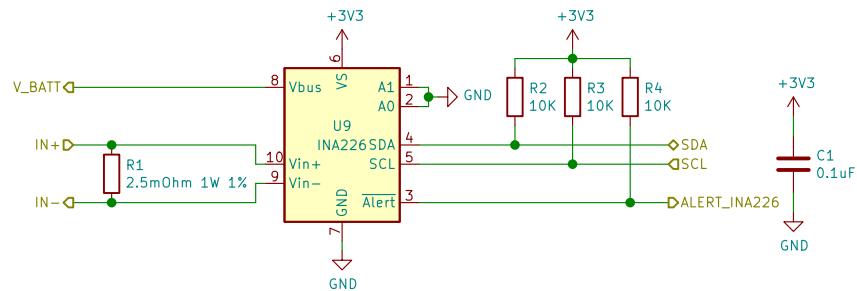 +3V3
+3V3
6
VS
V_BATT
8
Vbus
A1
1
A0
2
GND
R2
10K
R3
10K
R4
10K
+3V3
U9
INA226
IN+
R1
2.5mOhm 1W 1%
IN-
10
Vin+
9
Vin-
SDA
4
SDA
SCL
5
SCL
Alert
3
ALERT_INA226
GND
7
GND
C1
0.1uF
GND